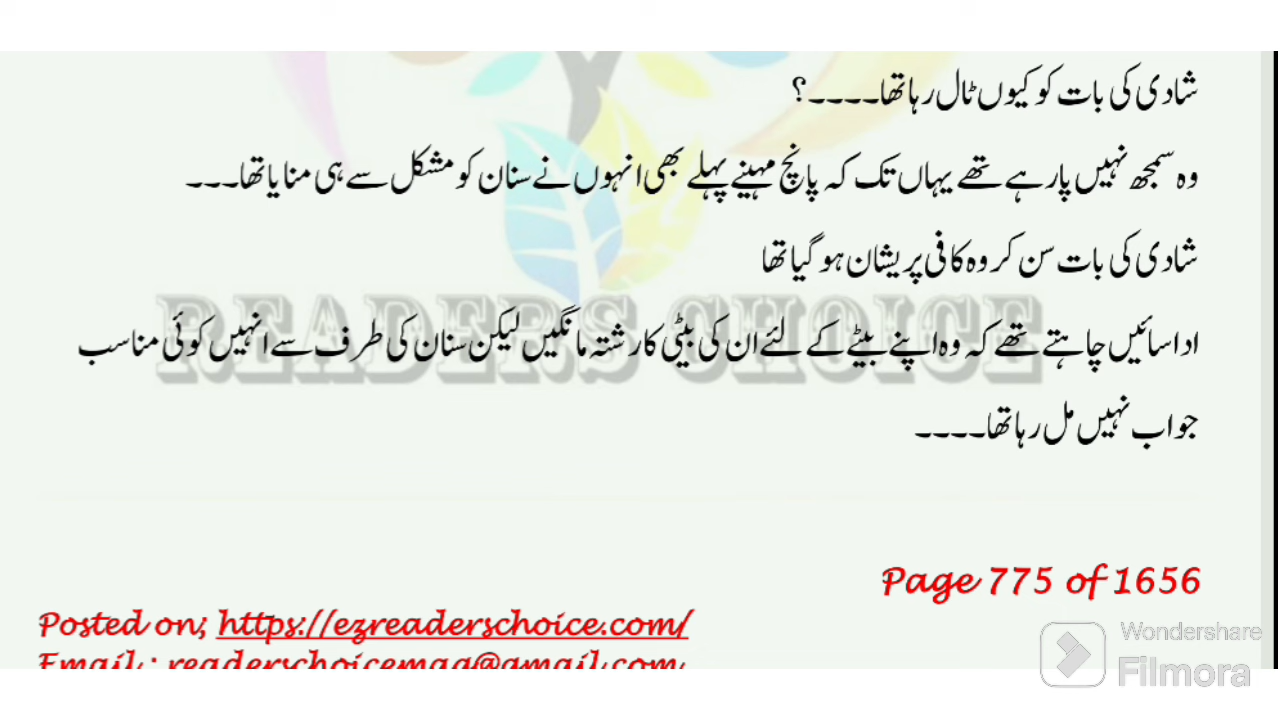 شادی کی بات کو کیوں ٹال رہا تھا۔۔۔۔؟
وہ سمجھ نہیں پا رہے تھے یہاں تک کہ پانچ مہینے پہلے بھی انہوں نے سنان کو مشکل سے ہی منایا تھا۔۔۔
شادی کی بات سن کر وہ کافی پریشان ہو گیا تھا
ادا سائیں چاہتے تھے کہ وہ اپنے بیٹے کے لئے ان کی بیٹی کا رشتہ مانگیں لیکن سنان کی طرف سے انہیں کوئی مناسب
جواب نہیں مل رہا تھا۔۔۔۔
READERS CHOICE
Page 775 of 1656
Posted on; https://ezreaderschoice.com/
Email : readerschoicemag@gmail.com
Wondershare
Filmora